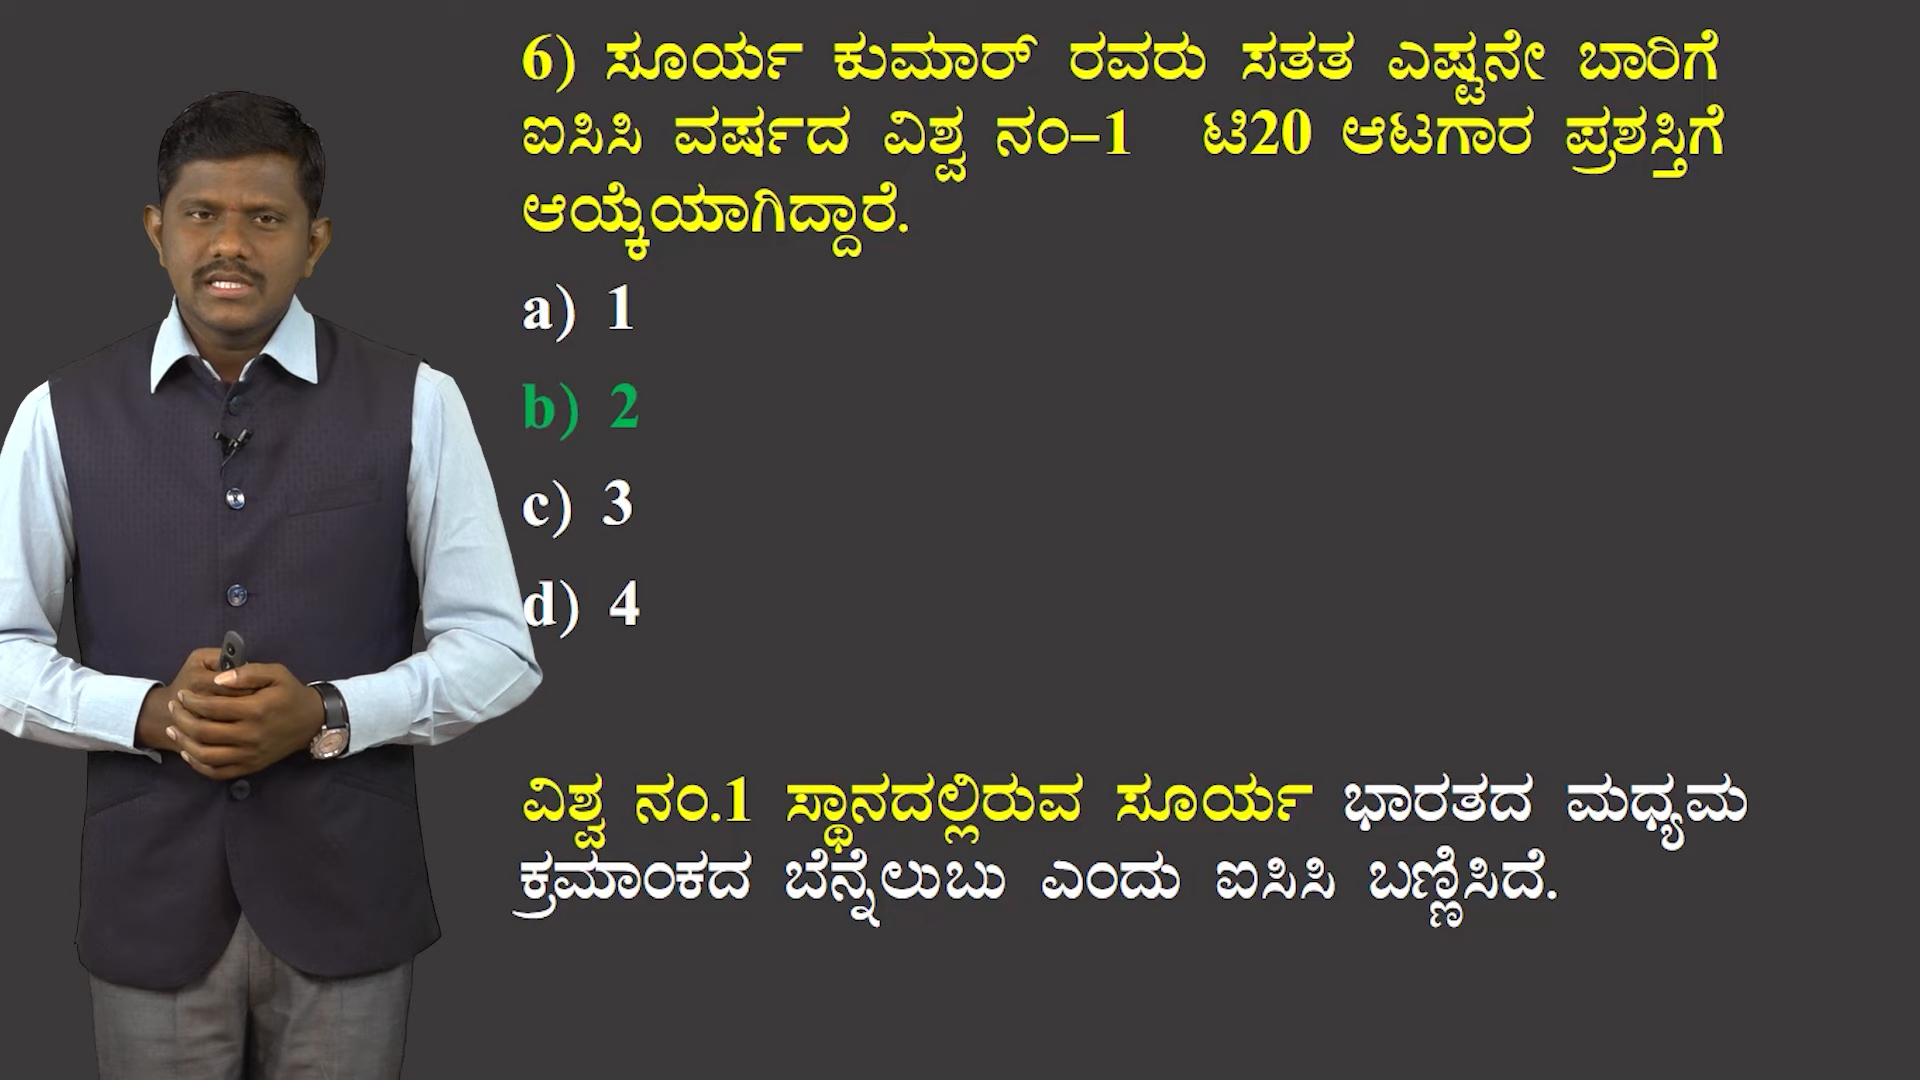 6) ಸೂರ್ಯ ಕುಮಾರ್ ರವರು ಸತತ ಎಷ್ಟನೇ ಬಾರಿಗೆ
ಐಸಿಸಿ ವರ್ಷದ ವಿಶ್ವ ನಂ-1 ಟಿ20 ಆಟಗಾರ ಪ್ರಶಸ್ತಿಗೆ
ಆಯ್ಕೆಯಾಗಿದ್ದಾರೆ.
a) 1
b) 2
c) 3
d) 4
ವಿಶ್ವ ನಂ.1 ಸ್ಥಾನದಲ್ಲಿರುವ ಸೂರ್ಯ ಭಾರತದ ಮಧ್ಯಮ
ಕ್ರಮಾಂಕದ ಬೆನ್ನೆಲುಬು ಎಂದು ಐಸಿಸಿ ಬಣ್ಣಿಸಿದೆ.